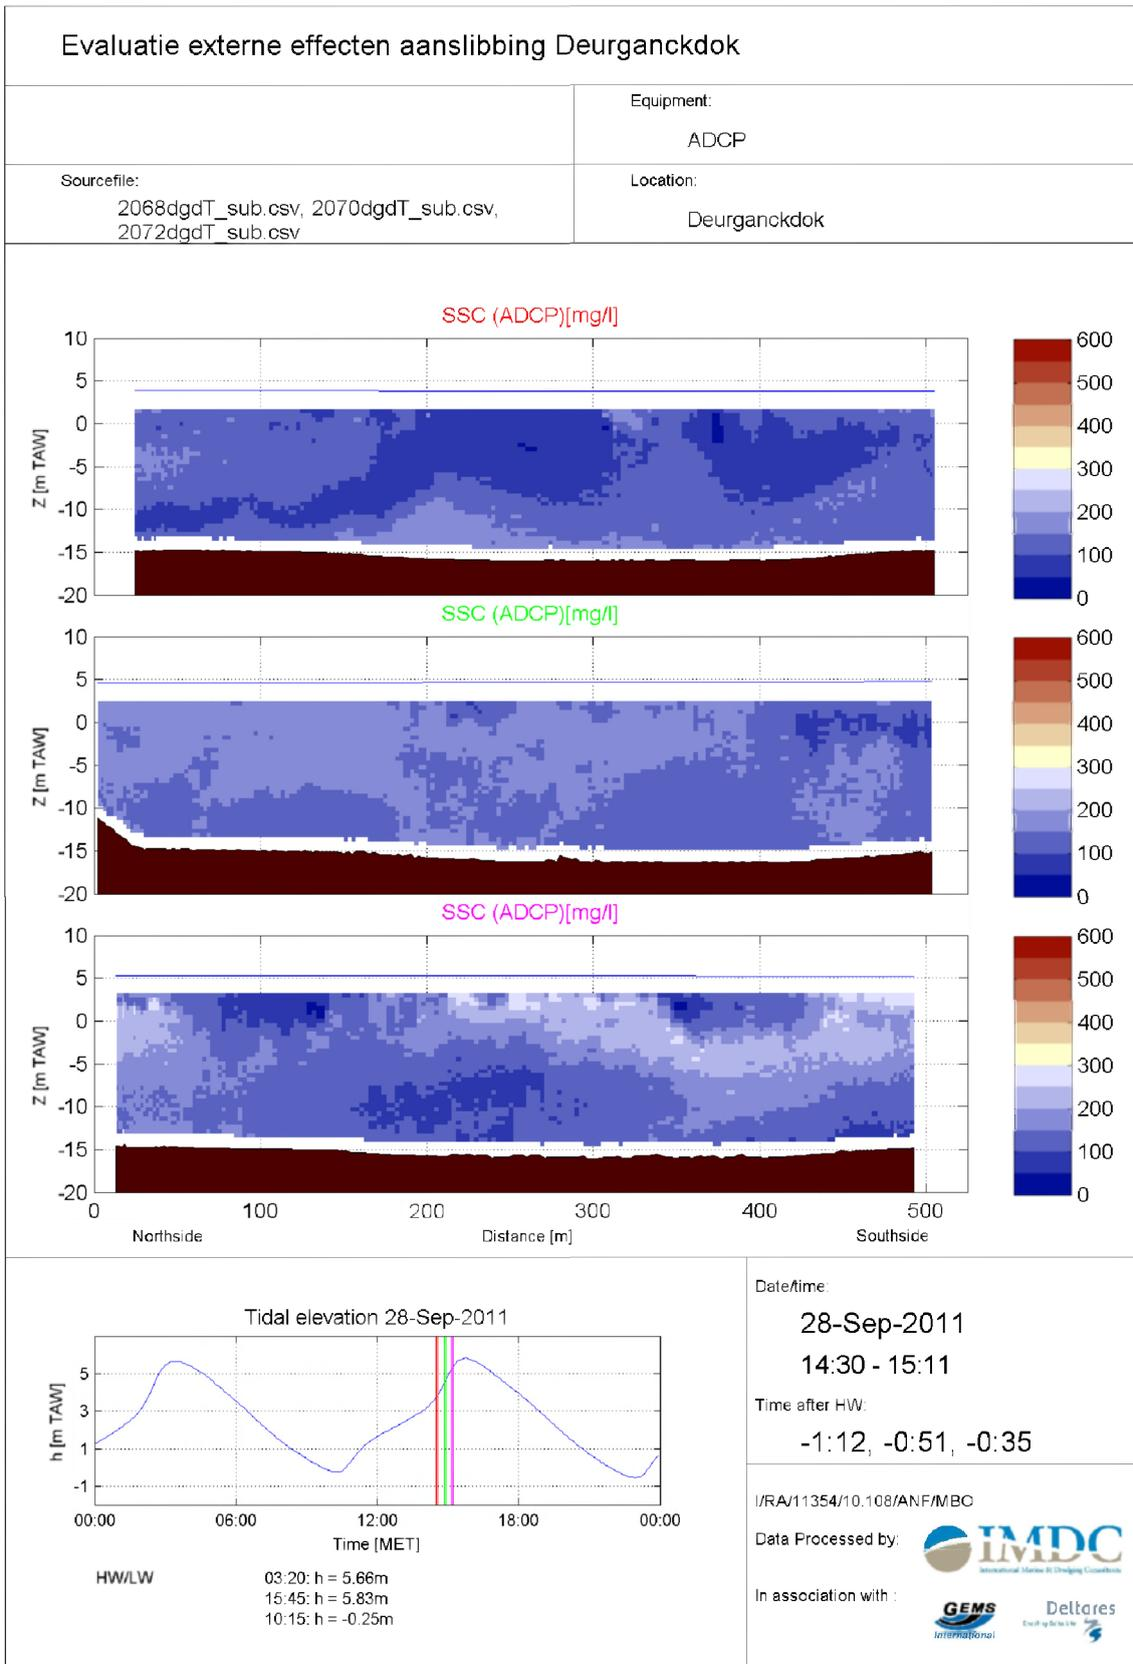 Evaluatie externe effecten aanslibbing Deurganckdok
Equipment:
ADCP
Sourcefile:
2068dgdT_sub.csv, 2070dgdT_sub.csv,
2072dgdT_sub.csv
Location:
Deurganckdok
SSC (ADCP)[mg/l]
Z [m TAW]
10
5
0
-5
-10
-15
-20
600
500
400
300
200
100
0
SSC (ADCP)[mg/l]
Z [m TAW]
10
5
0
-5
-10
-15
-20
600
500
400
300
200
100
0
SSC (ADCP)[mg/l]
Z [m TAW]
10
5
0
-5
-10
-15
-20
600
500
400
300
200
100
0
0 100 200 300 400 500
Northside Distance [m] Southside
Tidal elevation 28-Sep-2011
h [m TAW]
5
3
1
-1
00:00 06:00 12:00 18:00 00:00
Time [MET]
HW/LW
03:20: h = 5.66m
15:45: h = 5.83m
10:15: h = -0.25m
Date/time:
28-Sep-2011
14:30 - 15:11
Time after HW:
-1:12, -0:51, -0:35
I/RA/11354/10.108/ANF/MBO
Data Processed by:
IMDC
International Marine & Dredging Consultants
In association with :
GEMS
International
Deltares